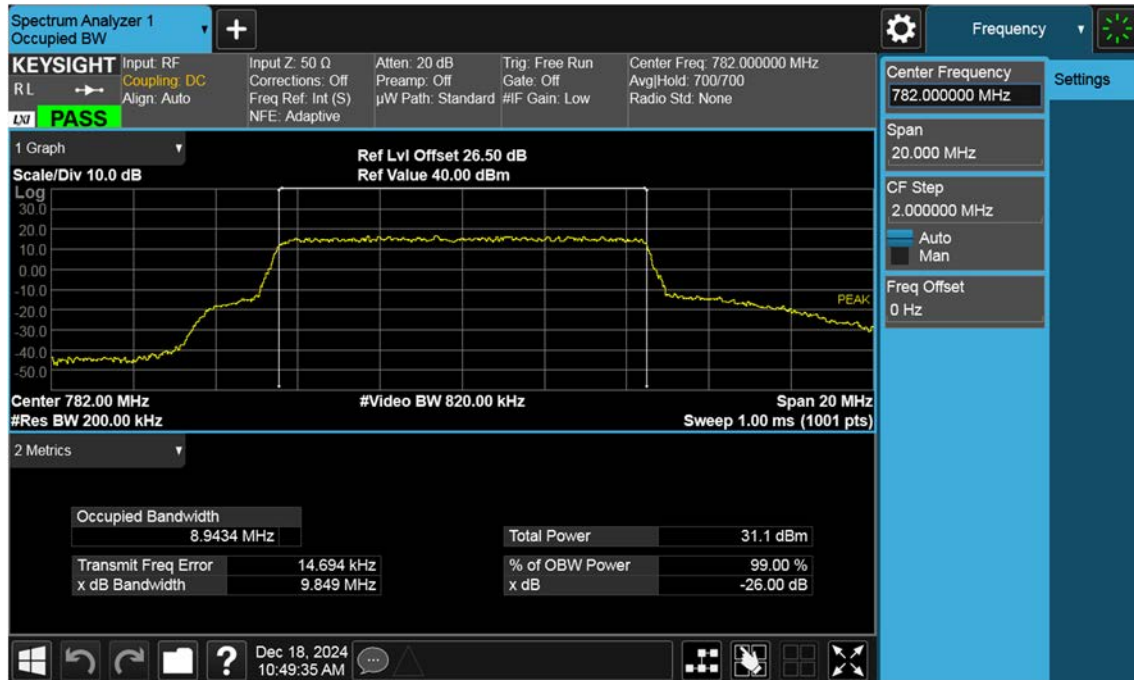 Spectrum Analyzer 1
Occupied BW
+
Frequency
KEYSIGHT
RL
LXI PASS
Input: RF
Coupling: DC
Align: Auto
Input Z: 50 Ω
Corrections: Off
Freq Ref: Int (S)
NFE: Adaptive
Atten: 20 dB
Preamp: Off
µW Path: Standard
Trig: Free Run
Gate: Off
#IF Gain: Low
Center Freq: 782.000000 MHz
Avg|Hold: 700/700
Radio Std: None
Center Frequency
782.000000 MHz
Settings
Span
20.000 MHz
CF Step
2.000000 MHz
Auto
Man
Freq Offset
0 Hz
1 Graph
Scale/Div 10.0 dB
Ref Lvl Offset 26.50 dB
Ref Value 40.00 dBm
Log
30.0
20.0
10.0
0.00
-10.0
-20.0
-30.0
-40.0
-50.0
PEAK
Center 782.00 MHz
#Video BW 820.00 kHz
Span 20 MHz
#Res BW 200.00 kHz
Sweep 1.00 ms (1001 pts)
2 Metrics
Occupied Bandwidth
8.9434 MHz
Total Power 31.1 dBm
Transmit Freq Error 14.694 kHz
% of OBW Power 99.00 %
x dB Bandwidth 9.849 MHz
x dB -26.00 dB
?
Dec 18, 2024
10:49:35 AM